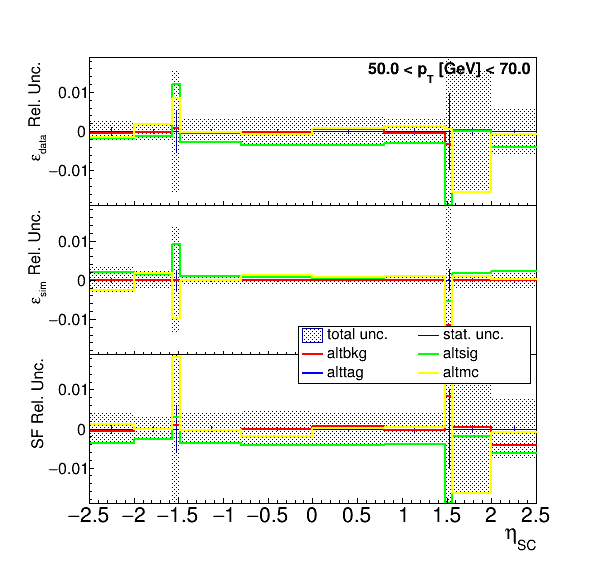 50.0 < p_T [GeV] < 70.0
ε_data Rel. Unc.
0.01
0
−0.01
ε_sim Rel. Unc.
0.01
0
−0.01
total unc. stat. unc.
altbkg altsig
alttag altmc
SF Rel. Unc.
0.01
0
−0.01
−2.5 −2 −1.5 −1 −0.5 0 0.5 1 1.5 2 2.5
η_SC